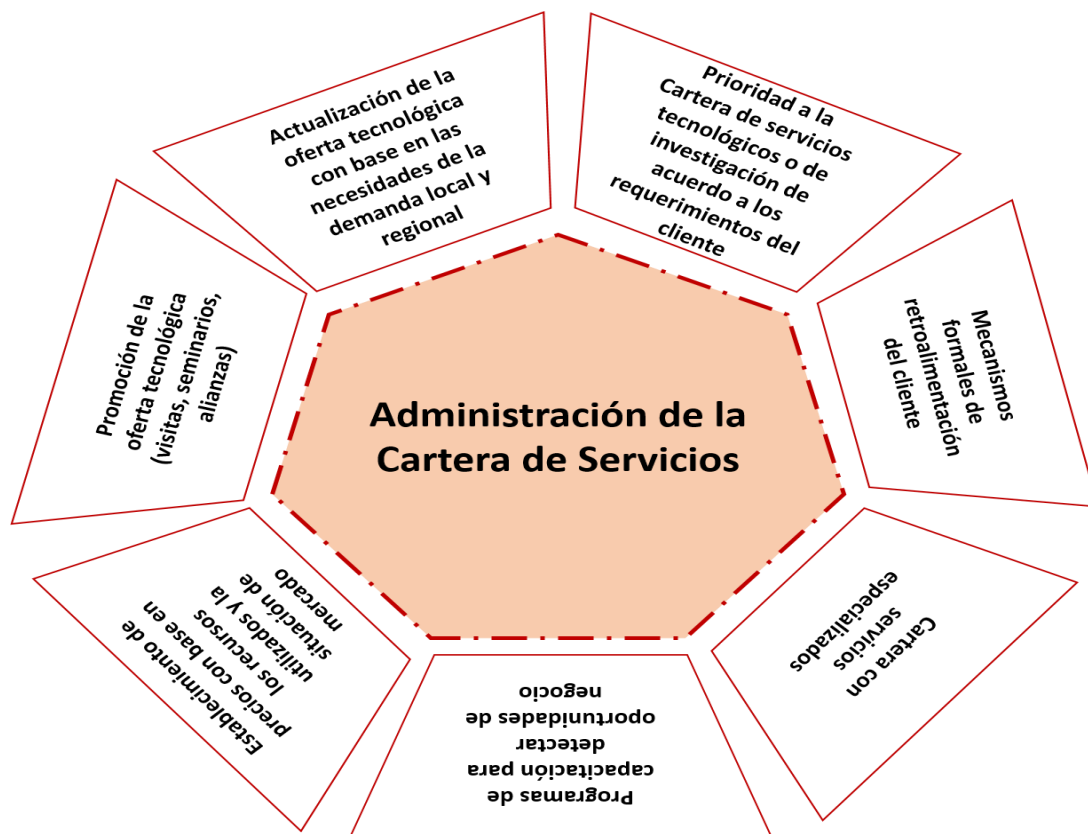 Administración de la
Cartera de Servicios
Prioridad a la
Cartera de servicios
tecnológicos o de
investigación de
acuerdo a los
requerimientos del
cliente
Mecanismos
formales de
retroalimentación
del cliente
Cartera con
servicios
especializados
Programas de
capacitación para
detectar
oportunidades de
negocio
Establecimiento de
precios con base en
los recursos
utilizados y la
situación de
mercado
Promoción de la
oferta tecnológica
(visitas, seminarios,
alianzas)
Actualización de la
oferta tecnológica
con base en las
necesidades de la
demanda local y
regional